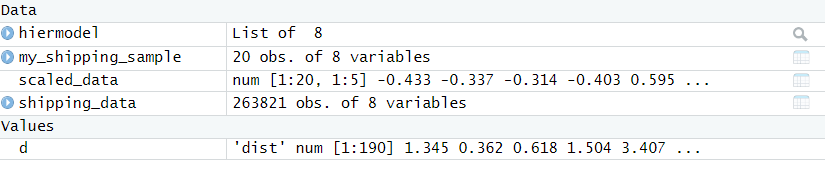 Data
hiermodel List of 8
my_shipping_sample 20 obs. of 8 variables
scaled_data num [1:20, 1:5] -0.433 -0.337 -0.314 -0.403 0.595 ...
shipping_data 263821 obs. of 8 variables
Values
d 'dist' num [1:190] 1.345 0.362 0.618 1.504 3.407 ...